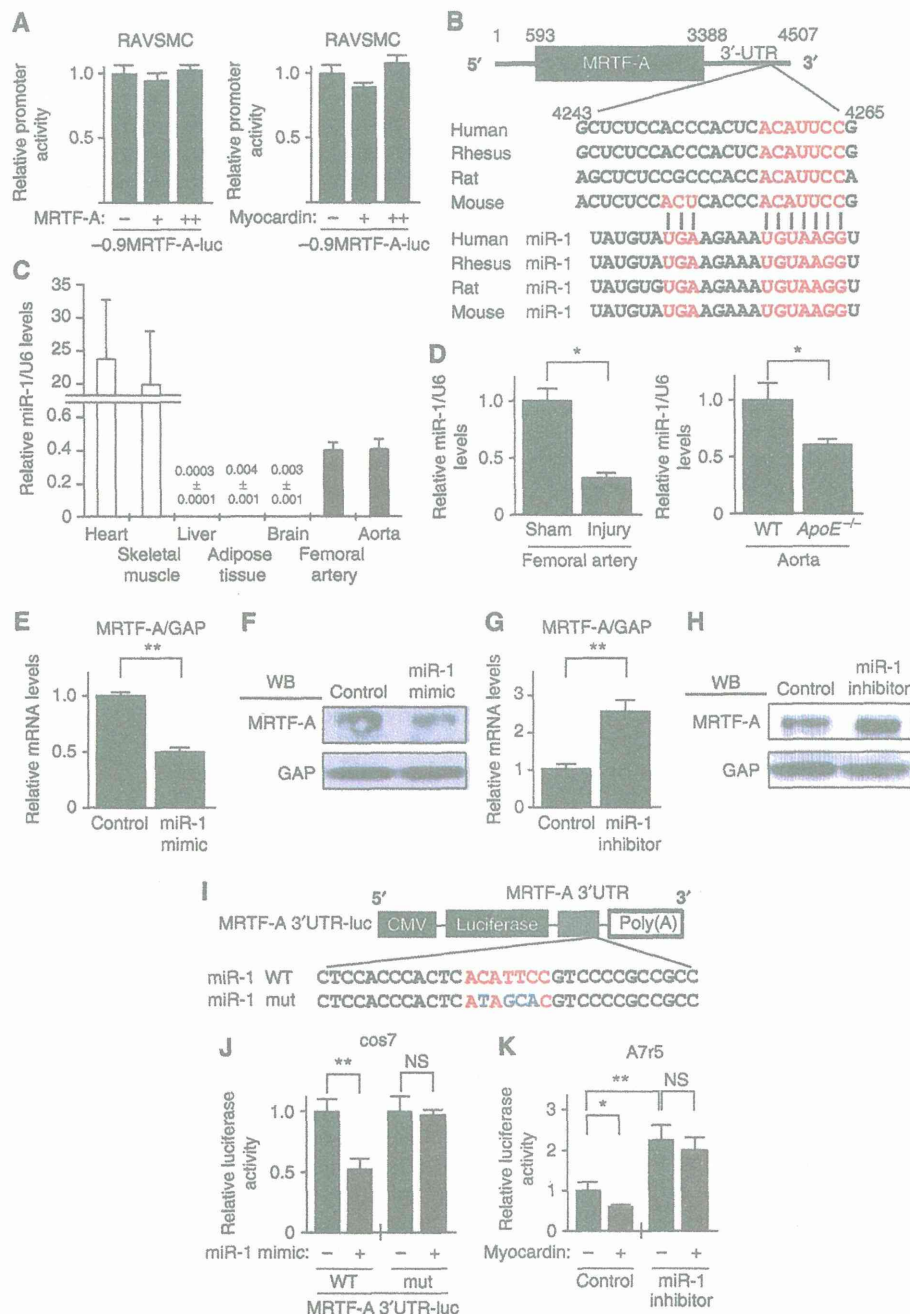 A
RAVSMC
RAVSMC
Relative promoter activity
1.0
0.5
MRTF-A: − + ++
−0.9MRTF-A-luc
Relative promoter activity
1.0
0.5
Myocardin: − + ++
−0.9MRTF-A-luc
B
1 593 3388 4507
5′ MRTF-A 3′-UTR 3′
4243 4265
Human GCUCUCCACCCACUCACAUUCCG
Rhesus GCUCUCCACCCACUCACAUUCCG
Rat AGCUCUCCGCCCACCACAUUCCA
Mouse ACUCUCCACUCACCCACAUUCCG
Human miR-1 UAUGUAUGAAGAAAUGUAAGGU
Rhesus miR-1 UAUGUAUGAAGAAAUGUAAGGU
Rat miR-1 UAUGUGUGAAGAAAUGUAAGGU
Mouse miR-1 UAUGUAUGAAGAAAUGUAAGGU
C
Relative miR-1/U6 levels
35
30
25
20
0.6
0.4
0.2
0
0.0003 ± 0.0001
0.004 ± 0.001
0.003 ± 0.001
Heart Liver Brain Aorta
Skeletal muscle Adipose tissue Femoral artery
D
Relative miR-1/U6 levels
1.0
0.5
0
*
Sham Injury
Femoral artery
Relative miR-1/U6 levels
1.0
0.5
0
*
WT ApoE−/−
Aorta
E
MRTF-A/GAP
**
Relative mRNA levels
1.0
0.5
0
Control miR-1 mimic
F
WB Control miR-1 mimic
MRTF-A
GAP
G
MRTF-A/GAP
**
Relative mRNA levels
2
1
0
Control miR-1 inhibitor
H
WB Control miR-1 inhibitor
MRTF-A
GAP
I
5′ MRTF-A 3′UTR 3′
MRTF-A 3′UTR-luc CMV Luciferase Poly(A)
miR-1 WT CTCCACCCACTCACATTCCGTCCCCGCCGCC
miR-1 mut CTCCACCCACTCATAGCACGTCCCCGCCGCC
J
cos7
** NS
Relative luciferase activity
1.0
0.5
0
miR-1 mimic: − + − +
WT mut
MRTF-A 3′UTR-luc
K
A7r5
** NS
*
Relative luciferase activity
3
2
1
0
Myocardin: − + − +
Control miR-1 inhibitor